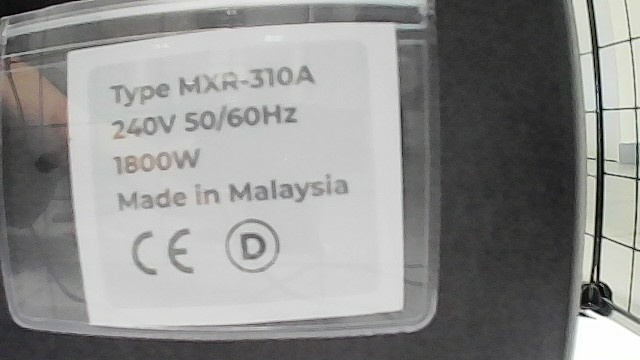 Type MXR-310A
240V 50/60Hz
1800W
Made in Malaysia
CE D